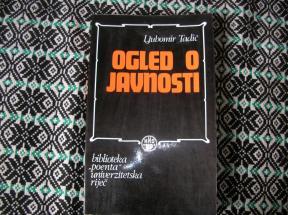 Ljubomir Tadić
OGLED O
JAVNOSTI
biblioteka
„poenta”
univerzitetska
riječ